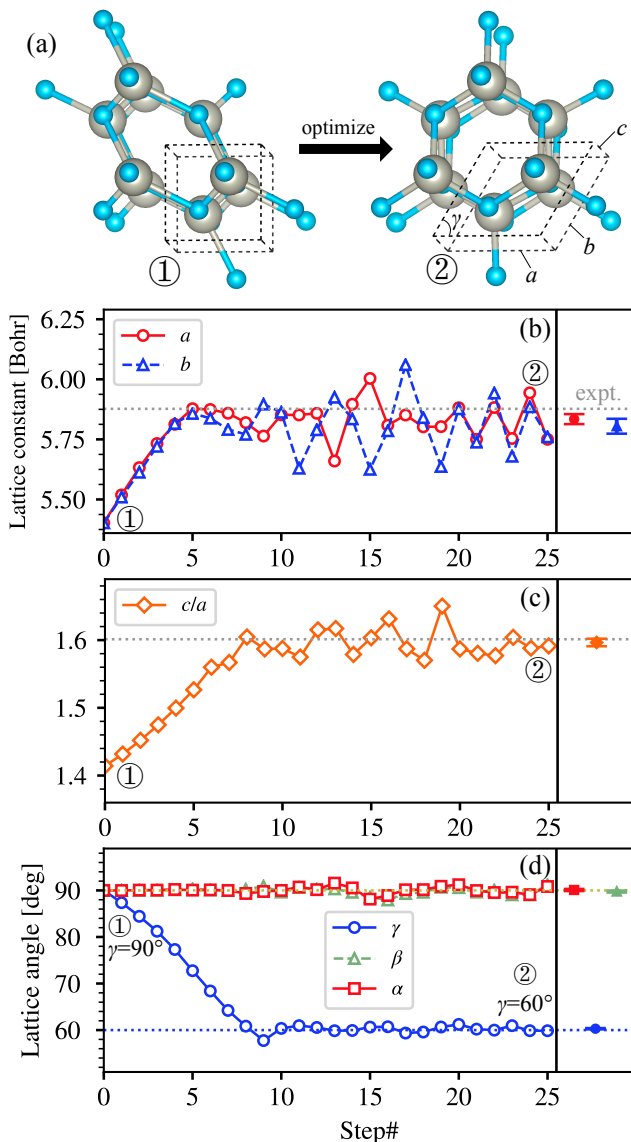 (a)
optimize
c
γ
b
a
①
②
Lattice constant [Bohr]
6.25
6.00
5.75
5.50
a
b
(b)
②
expt.
①
0 5 10 15 20 25
1.6
1.5
1.4
c/a
(c)
②
①
0 5 10 15 20 25
Lattice angle [deg]
90
80
70
60
(d)
①
γ=90°
γ
β
α
②
γ=60°
0 5 10 15 20 25
Step#